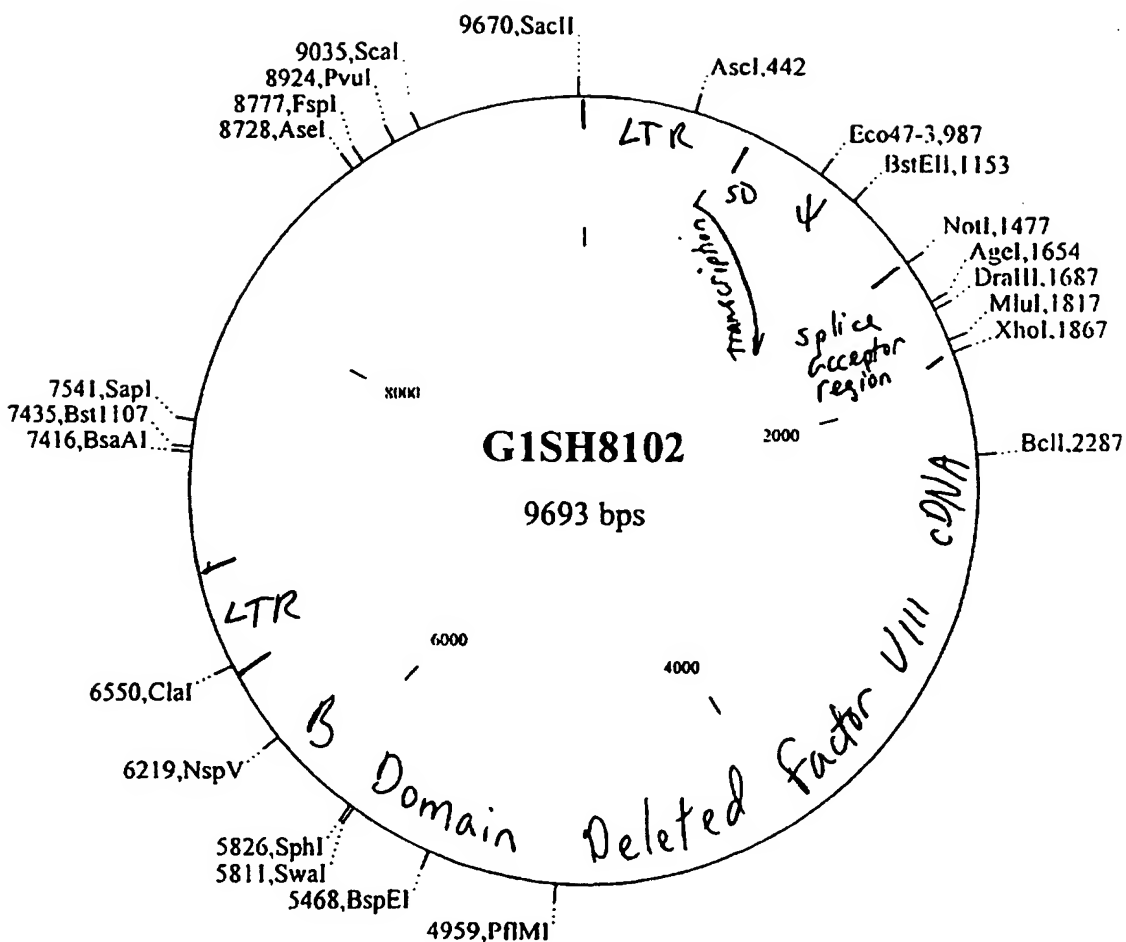 9670,SacII
9035,ScaI
8924,PvuI
8777,FspI
8728,AseI
AscI,442
LTR
Eco47-3,987
BstEII,1153
SD
Ψ
transcription
NotI,1477
AgeI,1654
DraIII,1687
MluI,1817
XhoI,1867
splice
acceptor
region
7541,SapI
7435,Bst1107
7416,BsaAI
8000
2000
BclI,2287
G1SH8102
9693 bps
cDNA
LTR
6000
4000
6550,ClaI
B Domain Deleted Factor VIII
6219,NspV
5826,SphI
5811,SwaI
5468,BspEI
4959,PflMI